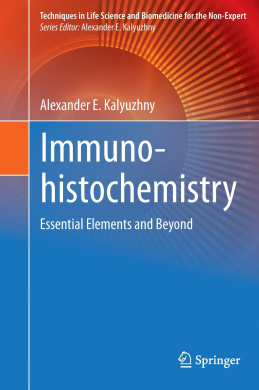 Techniques in Life Science and Biomedicine for the Non-Expert
Series Editor: Alexander E. Kalyuzhny
Alexander E. Kalyuzhny
Immuno-
histochemistry
Essential Elements and Beyond
Springer